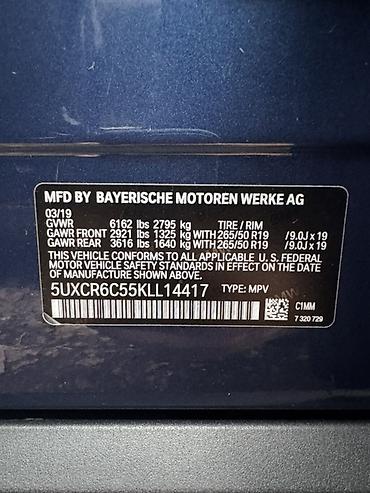 MFD BY BAYERISCHE MOTOREN WERKE AG
03/19
GVWR 6162 lbs 2795 kg TIRE / RIM
GAWR FRONT 2921 lbs 1325 kg WITH 265/50 R19 /9.0J x 19
GAWR REAR 3616 lbs 1640 kg WITH 265/50 R19 /9.0J x 19
THIS VEHICLE CONFORMS TO ALL APPLICABLE U. S. FEDERAL
MOTOR VEHICLE SAFETY STANDARDS IN EFFECT ON THE DATE OF
MANUFACTURE SHOWN ABOVE.
5UXCR6C55KLL14417 TYPE: MPV
C1MM
7 320 729